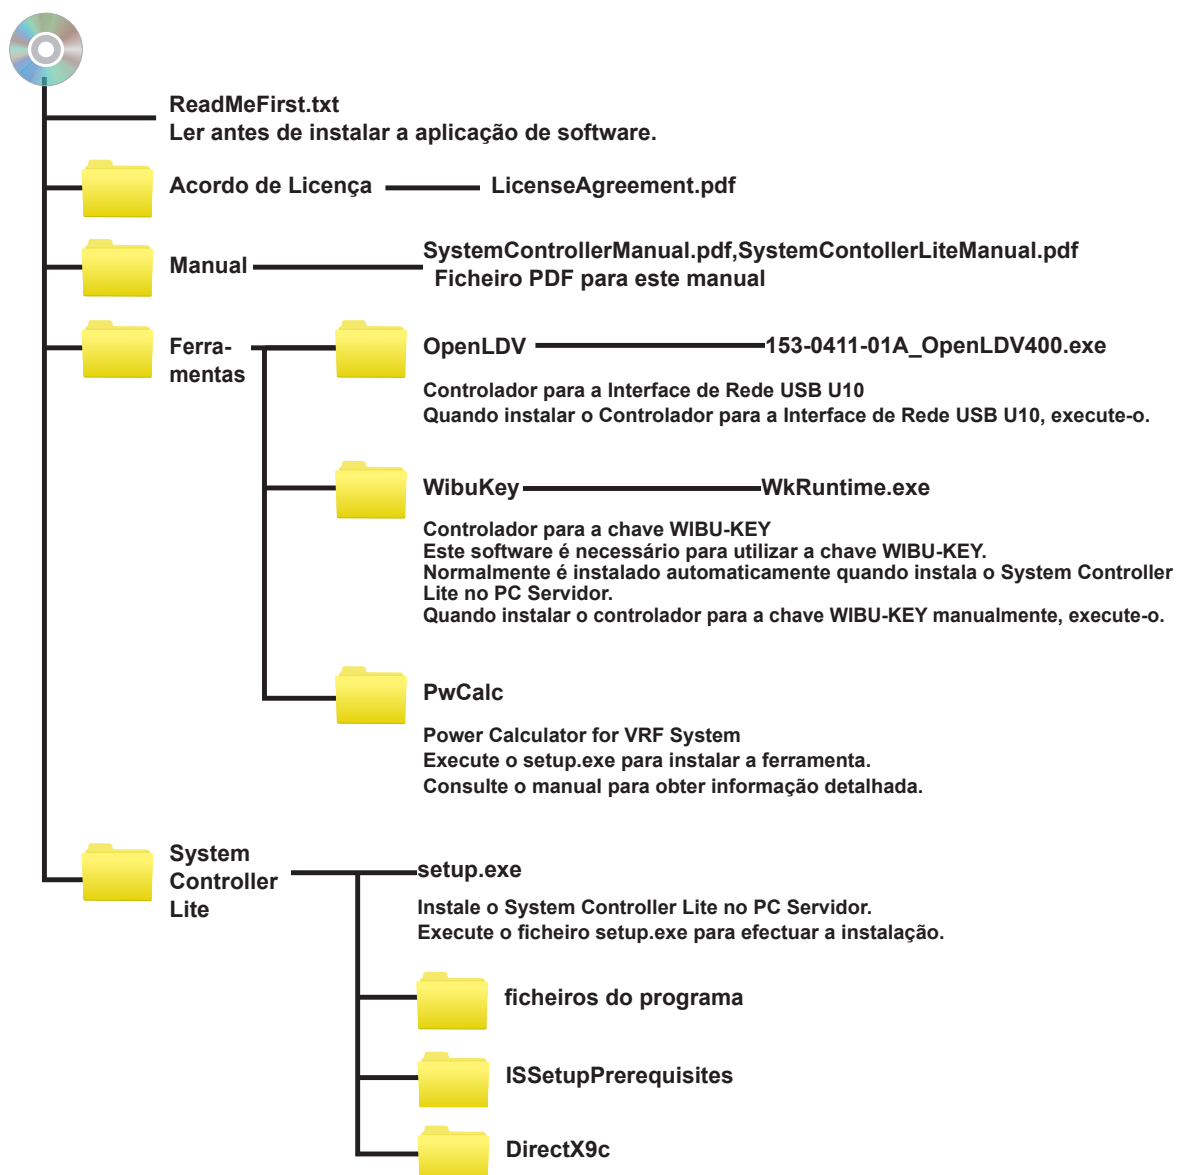 ReadMeFirst.txt
Ler antes de instalar a aplicação de software.
Acordo de Licença
LicenseAgreement.pdf
Manual
SystemControllerManual.pdf,SystemContollerLiteManual.pdf
Ficheiro PDF para este manual
Ferra-
mentas
OpenLDV
153-0411-01A_OpenLDV400.exe
Controlador para a Interface de Rede USB U10
Quando instalar o Controlador para a Interface de Rede USB U10, execute-o.
WibuKey
WkRuntime.exe
Controlador para a chave WIBU-KEY
Este software é necessário para utilizar a chave WIBU-KEY.
Normalmente é instalado automaticamente quando instala o System Controller
Lite no PC Servidor.
Quando instalar o controlador para a chave WIBU-KEY manualmente, execute-o.
PwCalc
Power Calculator for VRF System
Execute o setup.exe para instalar a ferramenta.
Consulte o manual para obter informação detalhada.
System
Controller
Lite
setup.exe
Instale o System Controller Lite no PC Servidor.
Execute o ficheiro setup.exe para efectuar a instalação.
ficheiros do programa
ISSetupPrerequisites
DirectX9c